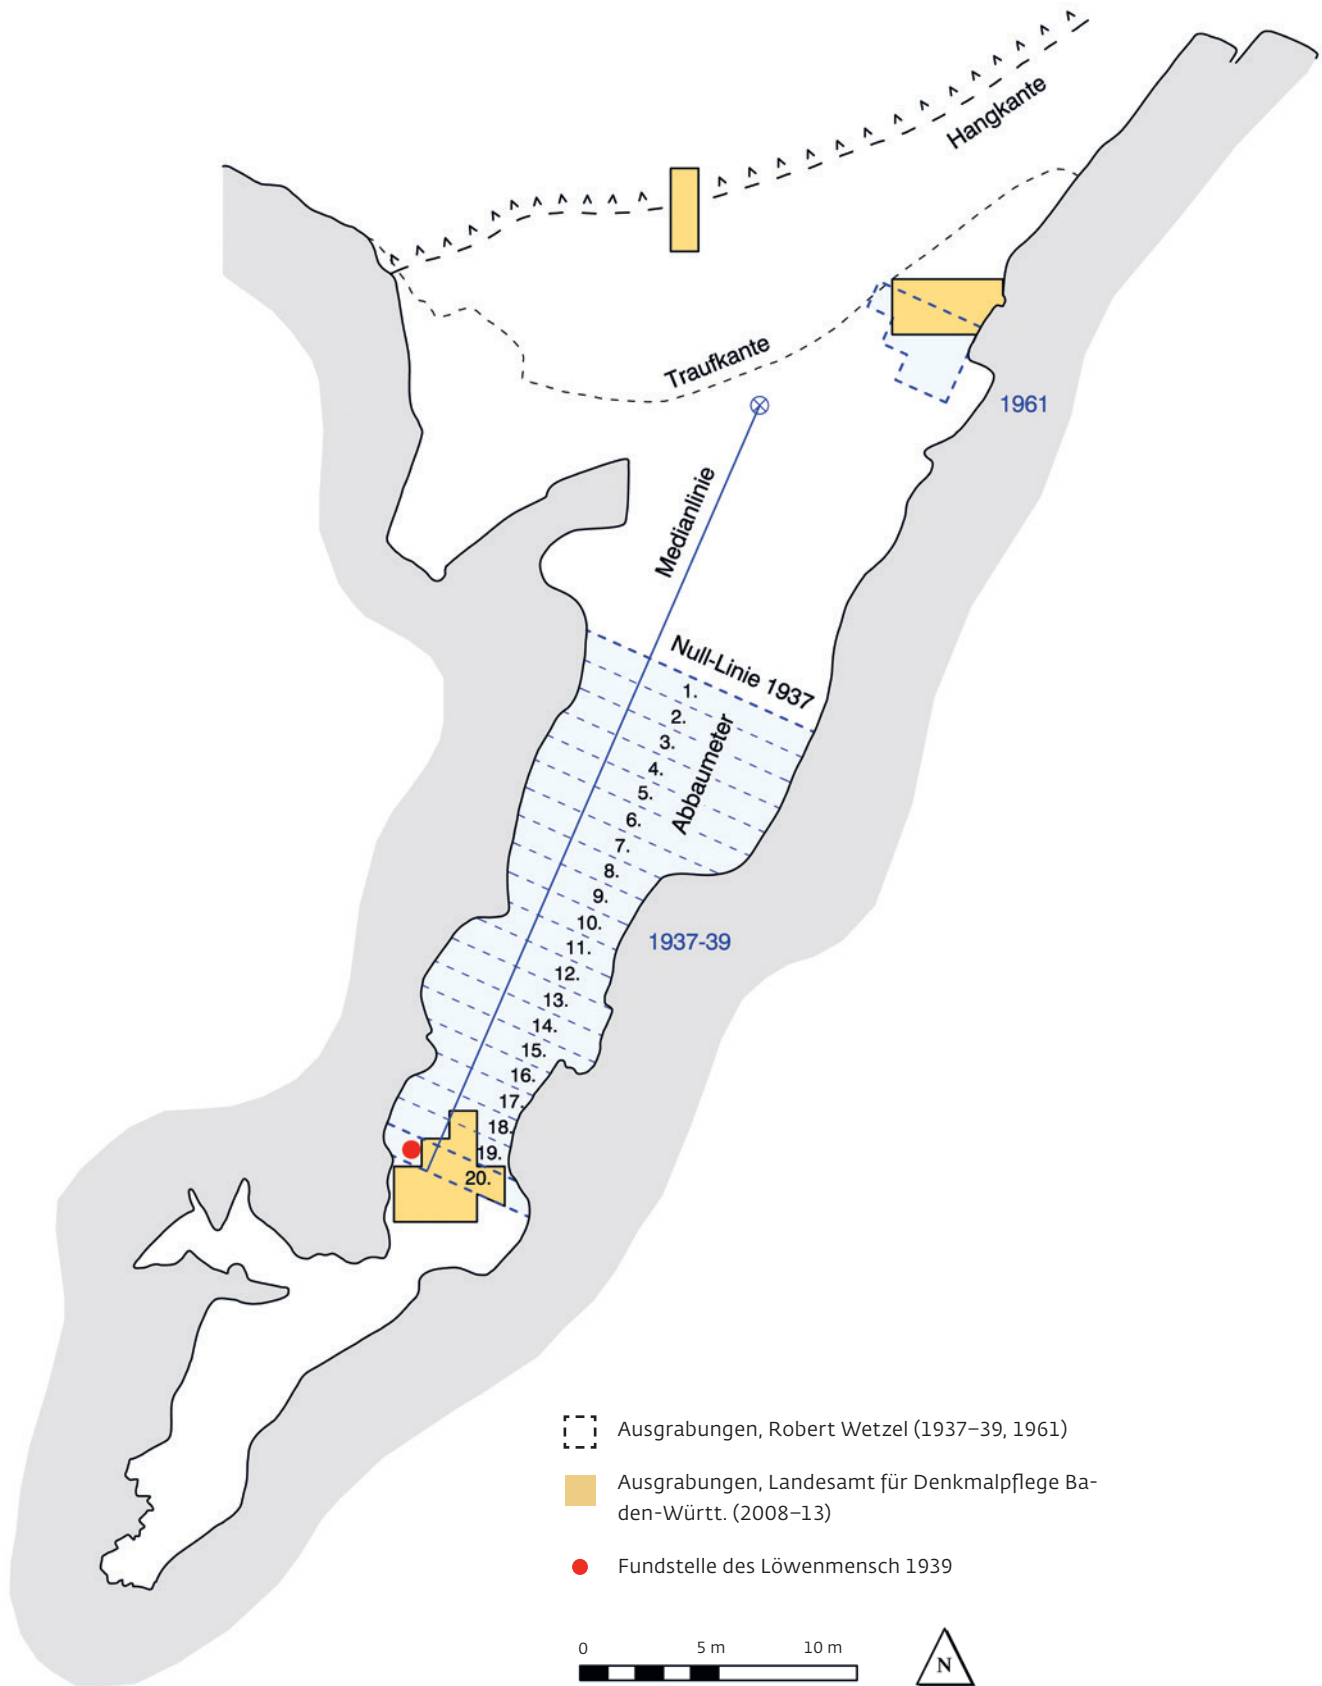 Hangkante
Traufkante
1961
Medianlinie
Null-Linie 1937
1.
2.
3.
4.
5.
6.
7.
8.
9.
10.
11.
12.
13.
14.
15.
16.
17.
18.
19.
20.
Abbaumeter
1937-39
Ausgrabungen, Robert Wetzel (1937–39, 1961)
Ausgrabungen, Landesamt für Denkmalpflege Ba-
den-Württ. (2008–13)
Fundstelle des Löwenmensch 1939
0 5 m 10 m
N